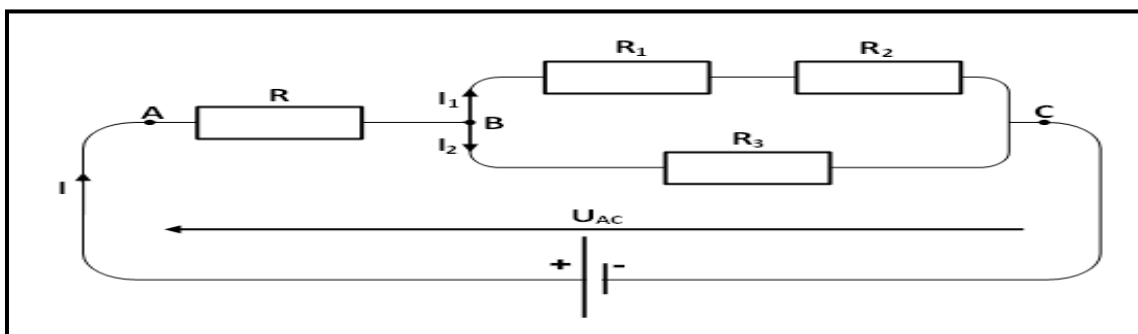 R₁ R₂
A R I₁ B C
I₂ R₃
I
U_AC
+ -